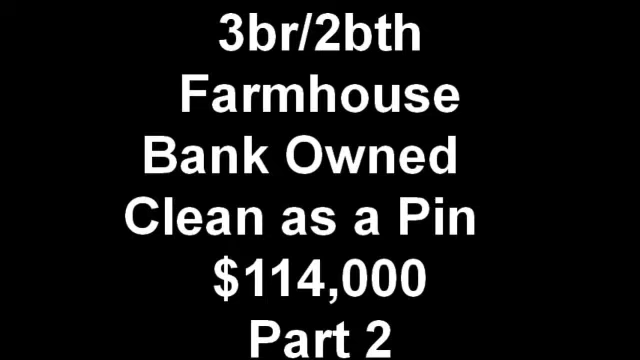 3br/2bth
Farmhouse
Bank Owned
Clean as a Pin
$114,000
Part 2